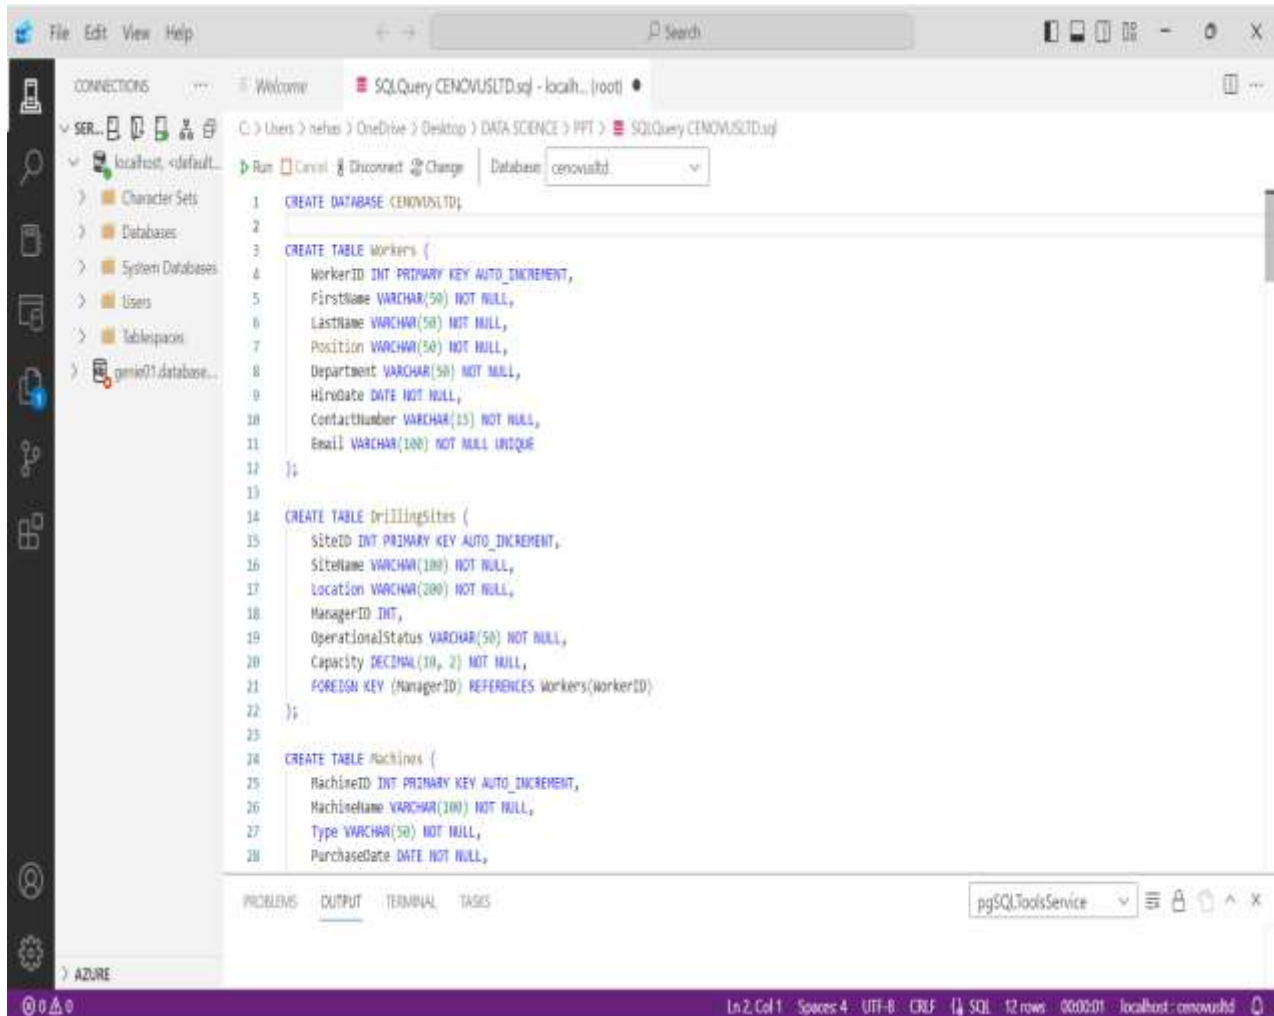 File Edit View Help
Search
CONNECTIONS ...
Welcome
SQLQuery CENOVUSLTD.sql - localh... (root)
SER...
C: > Users > nehas > OneDrive > Desktop > DATA SCIENCE > PPT > SQLQuery CENOVUSLTD.sql
localhost, <default...
Run Cancel Disconnect Change Database: cenovusltd
Character Sets
Databases
System Databases
Users
Tablespaces
genie01.database...
1 CREATE DATABASE CENOVUSLTD;
2
3 CREATE TABLE Workers (
4 WorkerID INT PRIMARY KEY AUTO_INCREMENT,
5 FirstName VARCHAR(50) NOT NULL,
6 LastName VARCHAR(50) NOT NULL,
7 Position VARCHAR(50) NOT NULL,
8 Department VARCHAR(50) NOT NULL,
9 HireDate DATE NOT NULL,
10 ContactNumber VARCHAR(15) NOT NULL,
11 Email VARCHAR(100) NOT NULL UNIQUE
12 );
13
14 CREATE TABLE DrillingSites (
15 SiteID INT PRIMARY KEY AUTO_INCREMENT,
16 SiteName VARCHAR(100) NOT NULL,
17 Location VARCHAR(200) NOT NULL,
18 ManagerID INT,
19 OperationalStatus VARCHAR(50) NOT NULL,
20 Capacity DECIMAL(10, 2) NOT NULL,
21 FOREIGN KEY (ManagerID) REFERENCES Workers(WorkerID)
22 );
23
24 CREATE TABLE Machines (
25 MachineID INT PRIMARY KEY AUTO_INCREMENT,
26 MachineName VARCHAR(100) NOT NULL,
27 Type VARCHAR(50) NOT NULL,
28 PurchaseDate DATE NOT NULL,
PROBLEMS OUTPUT TERMINAL TASKS
pgSQLToolsService
1
AZURE
0 0
Ln 2, Col 1 Spaces: 4 UTF-8 CRLF SQL 12 rows 00:00:01 localhost : cenovusltd